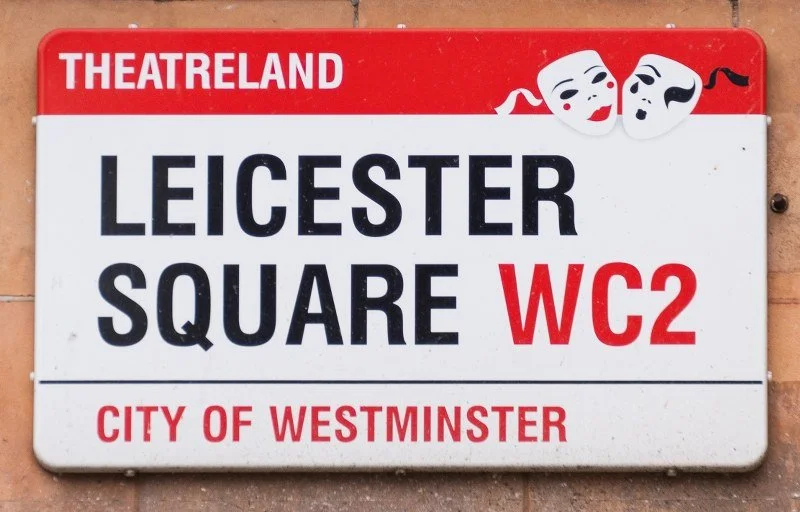 THEATRELAND
LEICESTER
SQUARE WC2
CITY OF WESTMINSTER